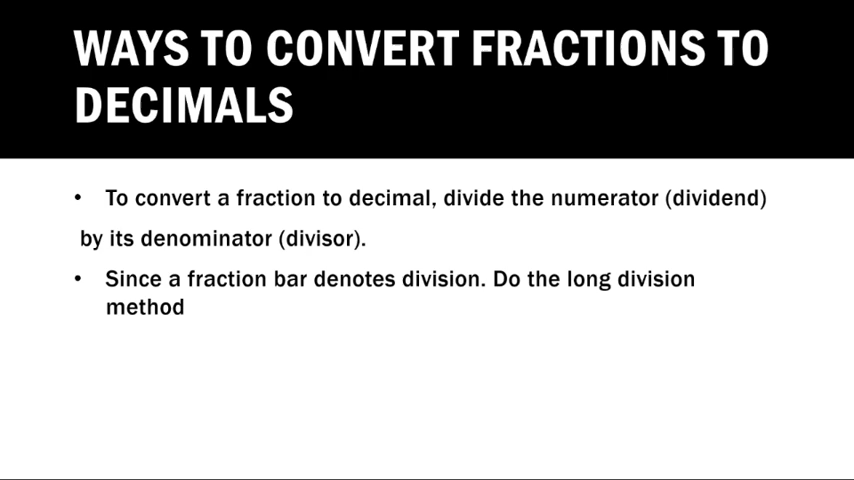 WAYS TO CONVERT FRACTIONS TO
DECIMALS
• To convert a fraction to decimal, divide the numerator (dividend)
by its denominator (divisor).
• Since a fraction bar denotes division. Do the long division
method